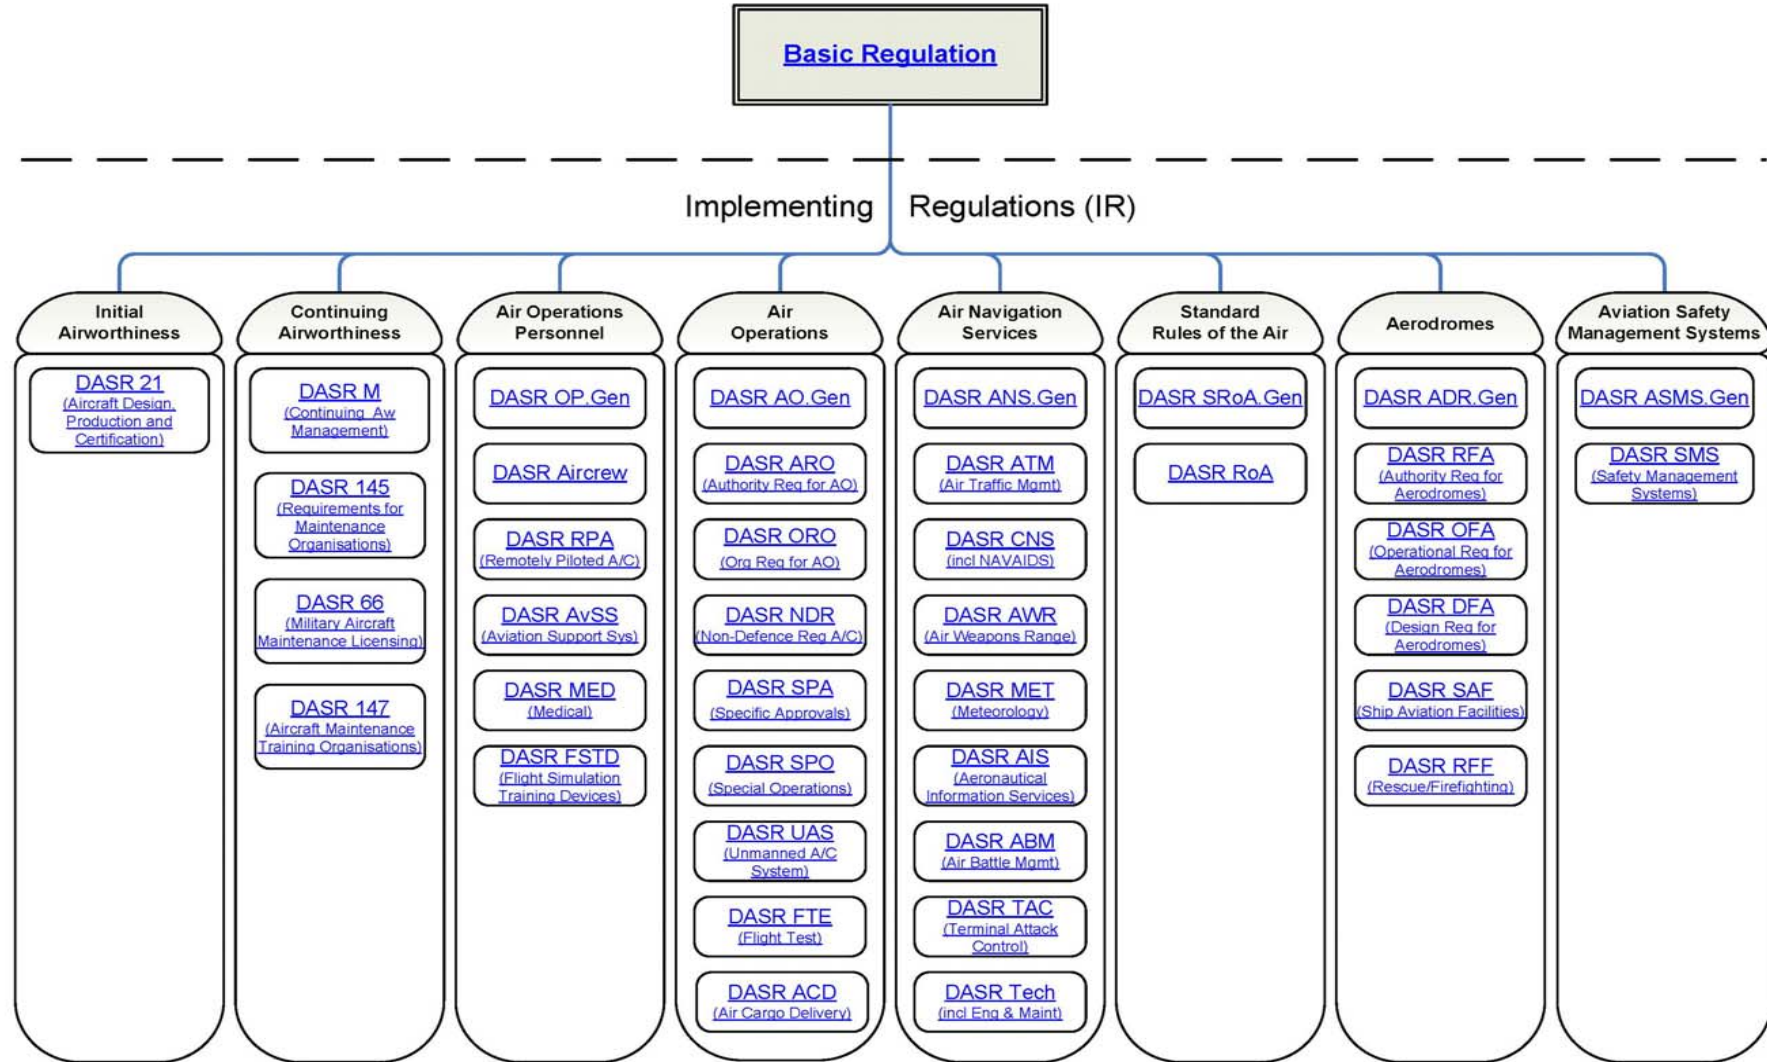 Basic Regulation
Implementing Regulations (IR)
Initial
Airworthiness
DASR 21
(Aircraft Design,
Production and
Certification)
Continuing
Airworthiness
DASR M
(Continuing Aw
Management)
DASR 145
(Requirements for
Maintenance
Organisations)
DASR 66
(Military Aircraft
Maintenance Licensing)
DASR 147
(Aircraft Maintenance
Training Organisations)
Air Operations
Personnel
DASR OP.Gen
DASR Aircrew
DASR RPA
(Remotely Piloted A/C)
DASR AvSS
(Aviation Support Sys)
DASR MED
(Medical)
DASR FSTD
(Flight Simulation
Training Devices)
Air
Operations
DASR AO.Gen
DASR ARO
(Authority Req for AO)
DASR ORO
(Org Req for AO)
DASR NDR
(Non-Defence Reg A/C)
DASR SPA
(Specific Approvals)
DASR SPO
(Special Operations)
DASR UAS
(Unmanned A/C
System)
DASR FTE
(Flight Test)
DASR ACD
(Air Cargo Delivery)
Air Navigation
Services
DASR ANS.Gen
DASR ATM
(Air Traffic Mgmt)
DASR CNS
(incl NAVAIDS)
DASR AWR
(Air Weapons Range)
DASR MET
(Meteorology)
DASR AIS
(Aeronautical
Information Services)
DASR ABM
(Air Battle Mgmt)
DASR TAC
(Terminal Attack
Control)
DASR Tech
(incl Eng & Maint)
Standard
Rules of the Air
DASR SRoA.Gen
DASR RoA
Aerodromes
DASR ADR.Gen
DASR RFA
(Authority Req for
Aerodromes)
DASR OFA
(Operational Req for
Aerodromes)
DASR DFA
(Design Req for
Aerodromes)
DASR SAF
(Ship Aviation Facilities)
DASR RFF
(Rescue/Firefighting)
Aviation Safety
Management Systems
DASR ASMS.Gen
DASR SMS
(Safety Management
Systems)